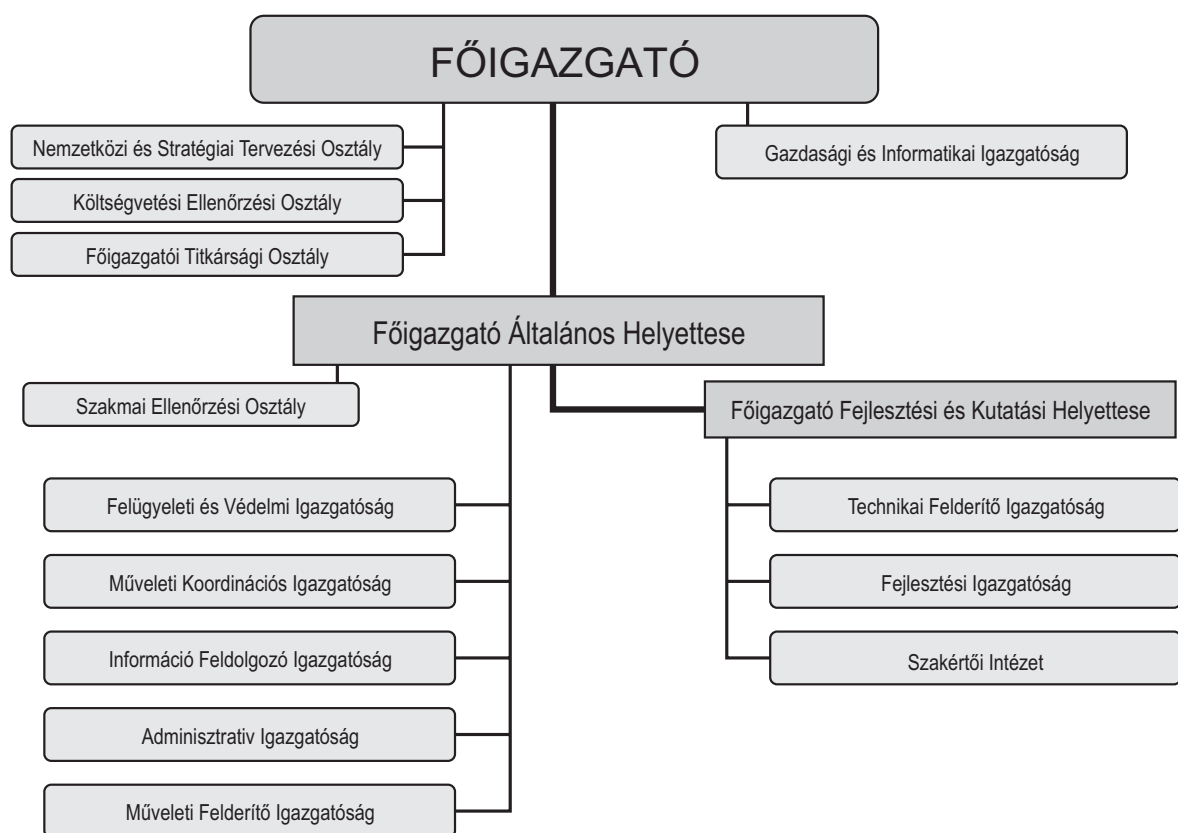 FŐIGAZGATÓ
Nemzetközi és Stratégiai Tervezési Osztály
Gazdasági és Informatikai Igazgatóság
Költségvetési Ellenőrzési Osztály
Főigazgatói Titkársági Osztály
Főigazgató Általános Helyettese
Szakmai Ellenőrzési Osztály
Főigazgató Fejlesztési és Kutatási Helyettese
Felügyeleti és Védelmi Igazgatóság
Technikai Felderítő Igazgatóság
Műveleti Koordinációs Igazgatóság
Fejlesztési Igazgatóság
Információ Feldolgozó Igazgatóság
Szakértői Intézet
Adminisztrativ Igazgatóság
Műveleti Felderítő Igazgatóság